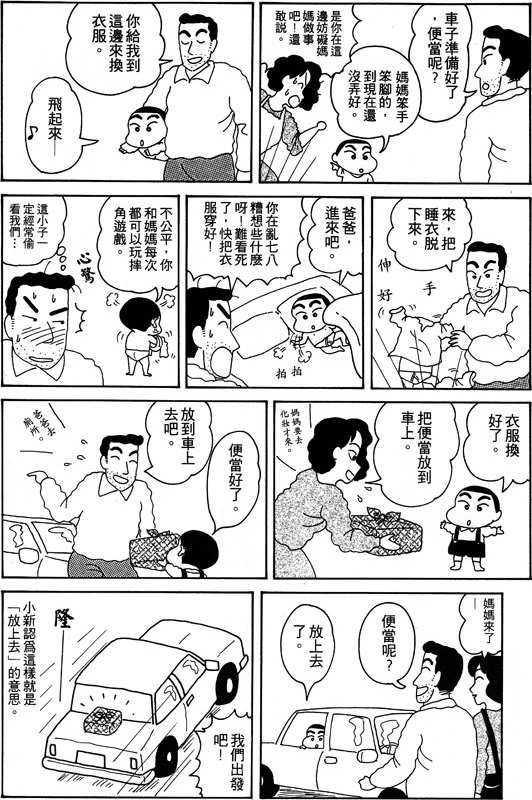 車子準備好了
，便當呢？
媽媽笨手
笨腳的，
到現在還
沒弄好。
是你在這
邊妨礙媽
媽做事
吧！還
敢說。
你給我到
這邊來換
衣服。
飛起來—
來，把
睡衣脫
下來。
手
伸
好
爸爸，
進來吧。
拍
拍
你在亂七八
糟想些什麼
呀！難看死
了，快把衣
服穿好！
不公平，你
和媽媽每次
都可以玩摔
角遊戲。
心驚
這小子一
定經常偷
看我們…
衣服換
好了。
把便當放到
車上。
媽媽要去
化妝才來。
便當好了。
放到車上
去吧。
爸爸去
廁所。
媽媽來了
—
便當呢？
放上去
了。
我們出發
吧！
隆
小新認爲這樣就是
「放上去」的意思。